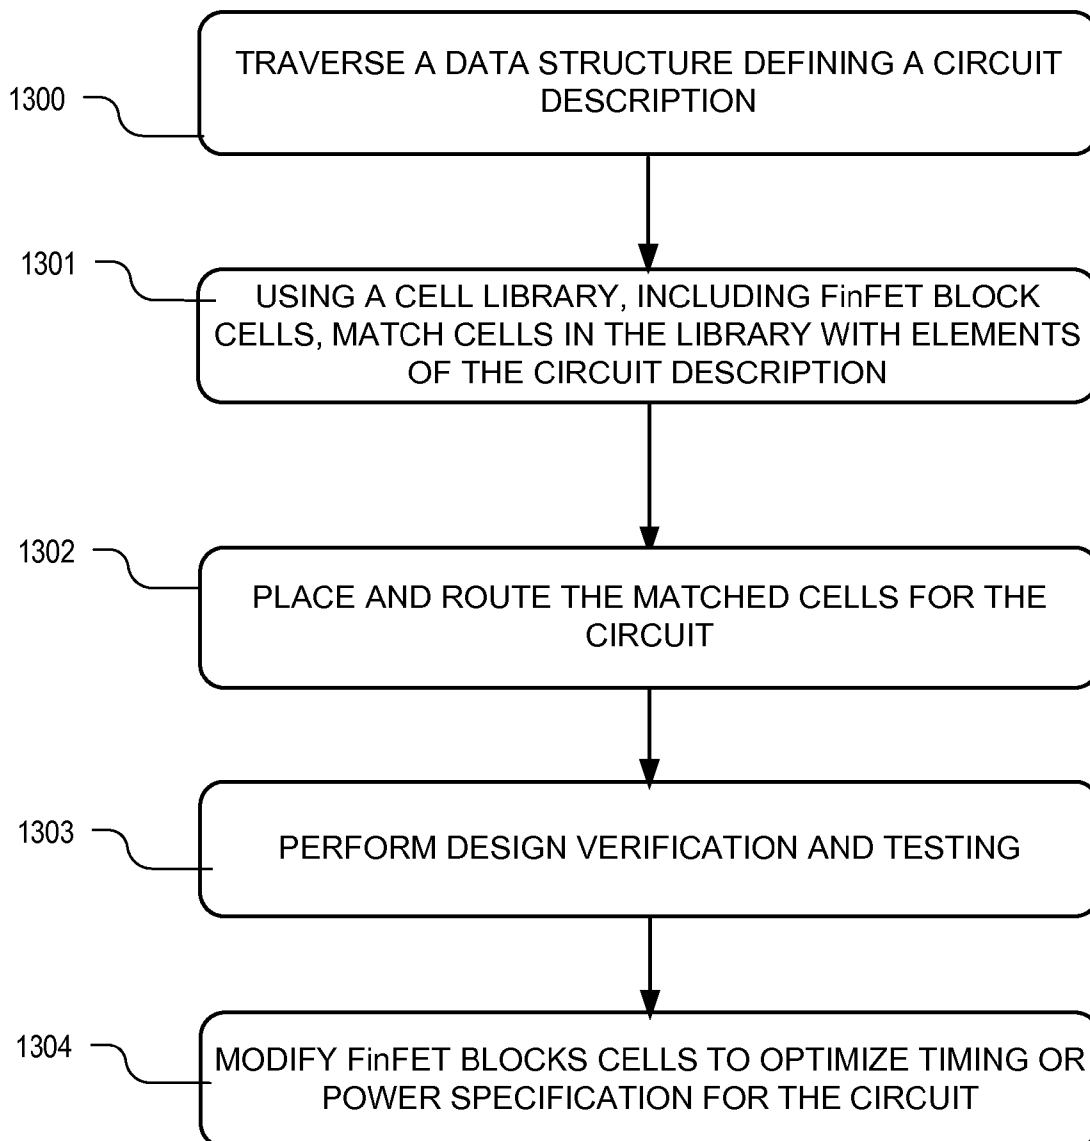 1300
TRAVERSE A DATA STRUCTURE DEFINING A CIRCUIT
DESCRIPTION
1301
USING A CELL LIBRARY, INCLUDING FinFET BLOCK
CELLS, MATCH CELLS IN THE LIBRARY WITH ELEMENTS
OF THE CIRCUIT DESCRIPTION
1302
PLACE AND ROUTE THE MATCHED CELLS FOR THE
CIRCUIT
1303
PERFORM DESIGN VERIFICATION AND TESTING
1304
MODIFY FinFET BLOCKS CELLS TO OPTIMIZE TIMING OR
POWER SPECIFICATION FOR THE CIRCUIT